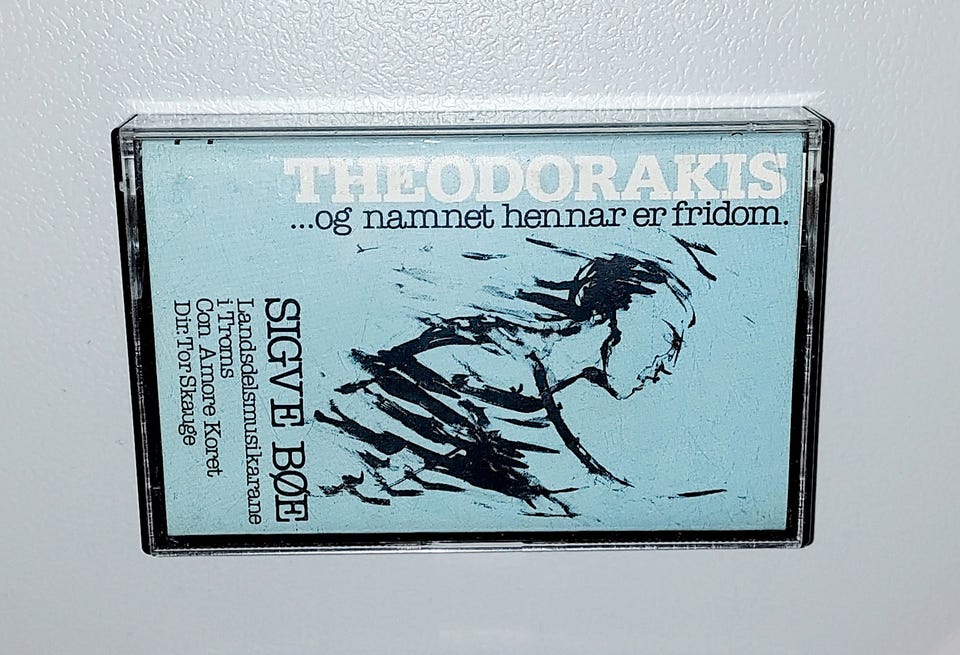 THEODORAKIS
...og namnet hennar er fridom.
SIGVE BØE
Landsdelsmusikarane
i Troms
Con. Amore Koret
Dir. Tor Skauge